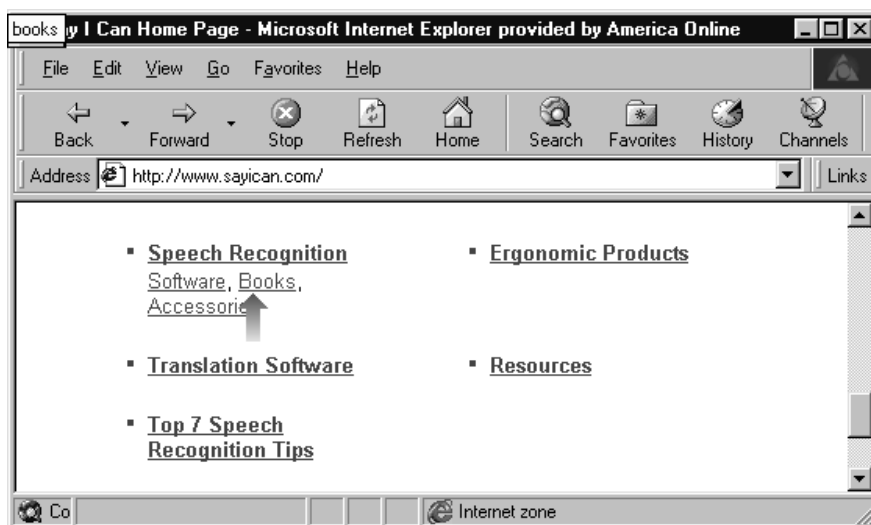 books
y I Can Home Page - Microsoft Internet Explorer provided by America Online
File Edit View Go Favorites Help
Back Forward Stop Refresh Home Search Favorites History Channels
Address http://www.sayican.com/ Links
Speech Recognition
Software, Books,
Accessorie
Ergonomic Products
Translation Software
Resources
Top 7 Speech
Recognition Tips
Co Internet zone